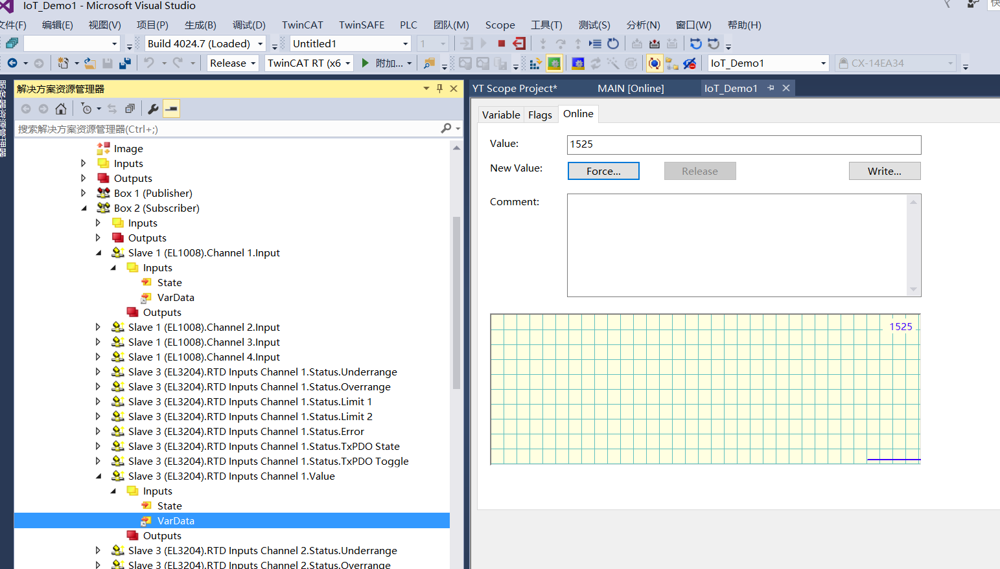 IoT_Demo1 - Microsoft Visual Studio
文件(F) 编辑(E) 视图(V) 项目(P) 生成(B) 调试(D) TwinCAT TwinSAFE PLC 团队(M) Scope 工具(T) 测试(S) 分析(N) 窗口(W) 帮助(H)
Build 4024.7 (Loaded) Untitled1 1
Release TwinCAT RT (x6 附加... IoT_Demo1 CX-14EA34
服务器资源管理器
解决方案资源管理器
搜索解决方案资源管理器(Ctrl+;)
Image
Inputs
Outputs
Box 1 (Publisher)
Box 2 (Subscriber)
Inputs
Outputs
Slave 1 (EL1008).Channel 1.Input
Inputs
State
VarData
Outputs
Slave 1 (EL1008).Channel 2.Input
Slave 1 (EL1008).Channel 3.Input
Slave 1 (EL1008).Channel 4.Input
Slave 3 (EL3204).RTD Inputs Channel 1.Status.Underrange
Slave 3 (EL3204).RTD Inputs Channel 1.Status.Overrange
Slave 3 (EL3204).RTD Inputs Channel 1.Status.Limit 1
Slave 3 (EL3204).RTD Inputs Channel 1.Status.Limit 2
Slave 3 (EL3204).RTD Inputs Channel 1.Status.Error
Slave 3 (EL3204).RTD Inputs Channel 1.Status.TxPDO State
Slave 3 (EL3204).RTD Inputs Channel 1.Status.TxPDO Toggle
Slave 3 (EL3204).RTD Inputs Channel 1.Value
Inputs
State
VarData
Outputs
Slave 3 (EL3204).RTD Inputs Channel 2.Status.Underrange
Slave 3 (EL3204).RTD Inputs Channel 2.Status.Overrange
YT Scope Project* MAIN [Online] IoT_Demo1
Variable Flags Online
Value: 1525
New Value: Force... Release Write...
Comment:
1525